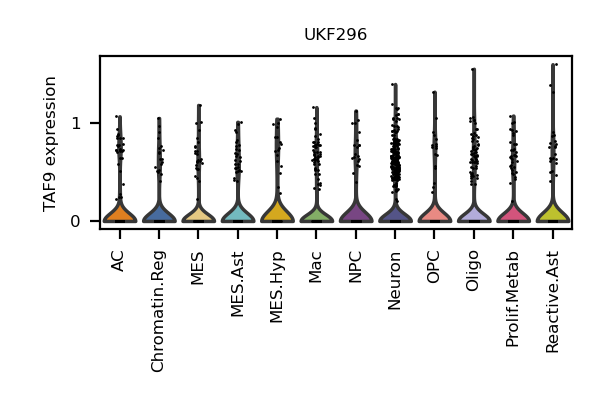 UKF296
TAF9 expression
1
0
AC
Chromatin.Reg
MES
MES.Ast
MES.Hyp
Mac
NPC
Neuron
OPC
Oligo
Prolif.Metab
Reactive.Ast